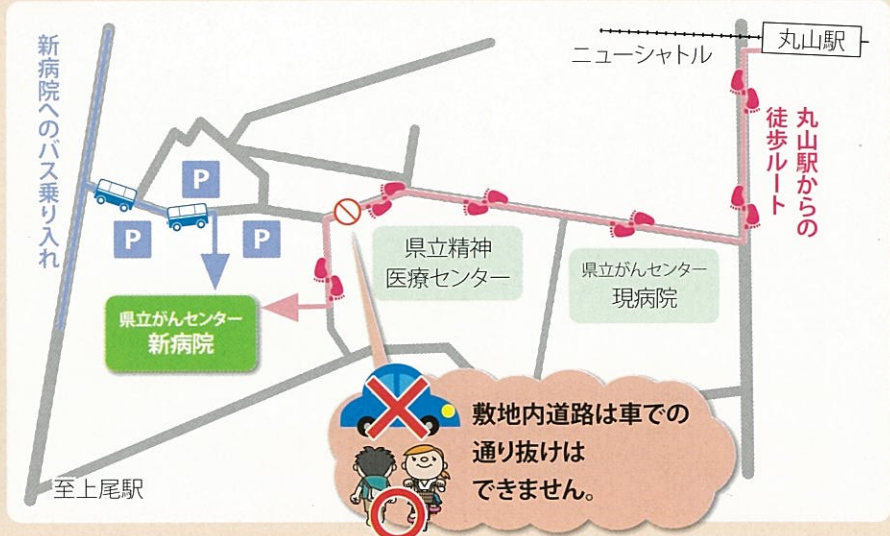 丸山駅
ニューシャトル
新病院へのバス乗り入れ
丸山駅からの
徒歩ルート
P
P
P
県立精神
医療センター
県立がんセンター
現病院
県立がんセンター
新病院
敷地内道路は車での
通り抜けは
できません。
至上尾駅